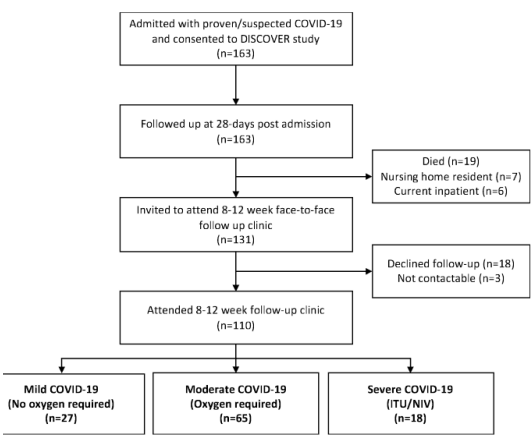 Admitted with proven/suspected COVID-19
and consented to DISCOVER study
(n=163)
Followed up at 28-days post admission
(n=163)
Died (n=19)
Nursing home resident (n=7)
Current inpatient (n=6)
Invited to attend 8-12 week face-to-face
follow up clinic
(n=131)
Declined follow-up (n=18)
Not contactable (n=3)
Attended 8-12 week follow-up clinic
(n=110)
Mild COVID-19
(No oxygen required)
n=27)
Moderate COVID-19
(Oxygen required)
n=65)
Severe COVID-19
(ITU/NIV)
(n=18)